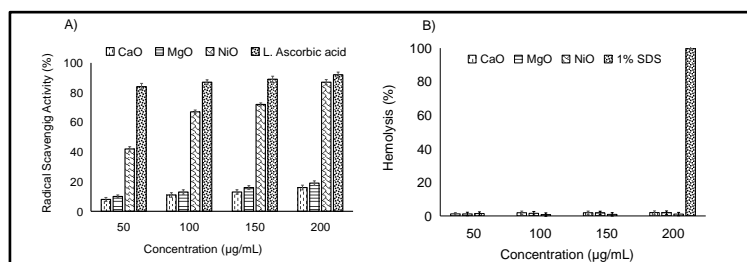 A)
CaO MgO NiO L. Ascorbic acid
Radical Scavengig Activity (%)
100
80
60
40
20
0
50 100 150 200
Concentration (µg/mL)
B)
CaO MgO NiO 1% SDS
Hemolysis (%)
100
80
60
40
20
0
50 100 150 200
Concentration (µg/mL)